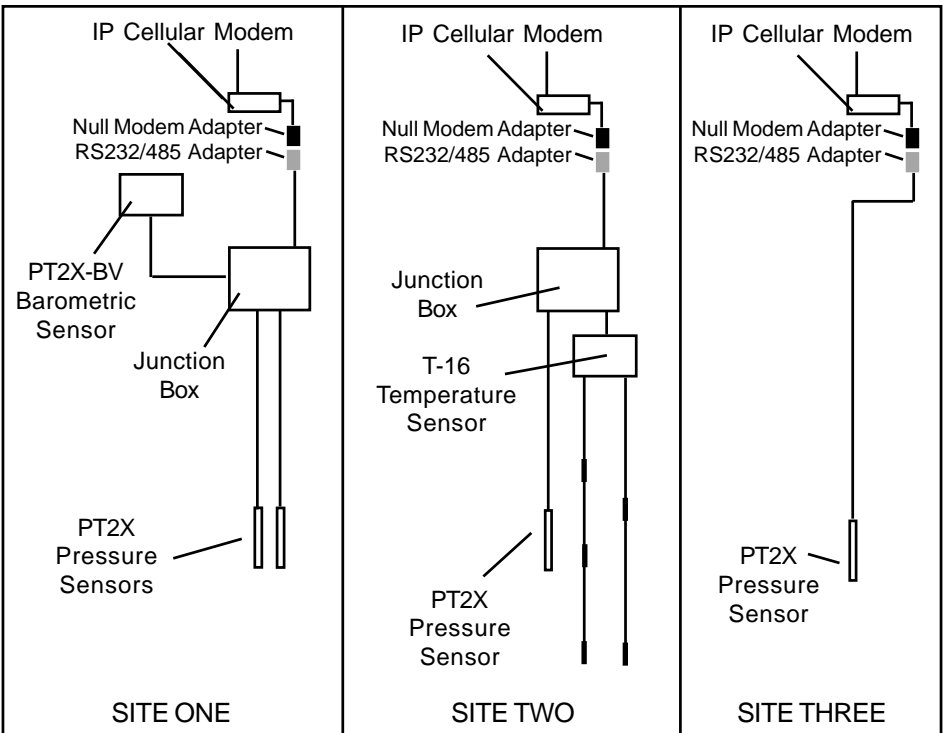 IP Cellular Modem
Null Modem Adapter
RS232/485 Adapter
PT2X-BV
Barometric
Sensor
Junction
Box
PT2X
Pressure
Sensors
SITE ONE
IP Cellular Modem
Null Modem Adapter
RS232/485 Adapter
Junction
Box
T-16
Temperature
Sensor
PT2X
Pressure
Sensor
SITE TWO
IP Cellular Modem
Null Modem Adapter
RS232/485 Adapter
PT2X
Pressure
Sensor
SITE THREE